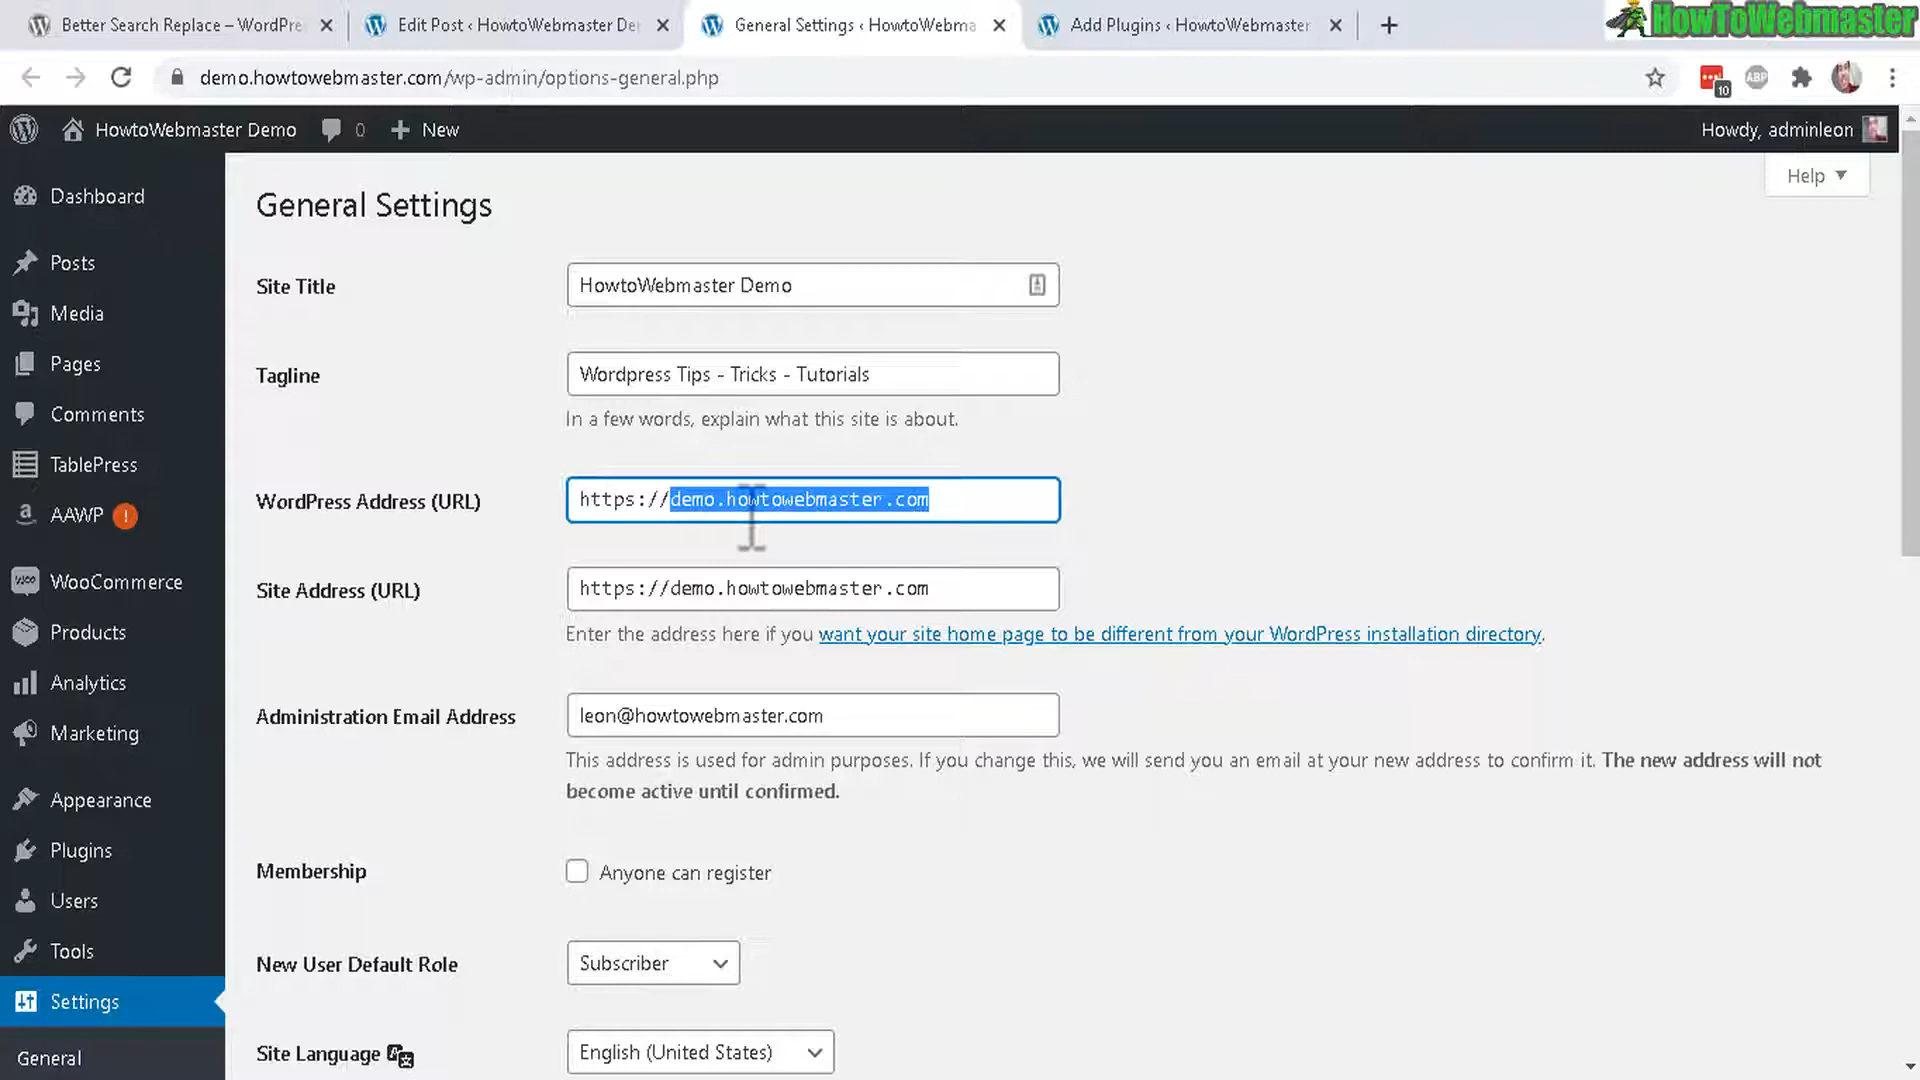 Better Search Replace – WordPre
Edit Post ‹ HowtoWebmaster De
General Settings ‹ HowtoWebma
Add Plugins ‹ HowtoWebmaster
HowToWebmaster
demo.howtowebmaster.com/wp-admin/options-general.php
10
ABP
HowtoWebmaster Demo
0
New
Howdy, adminleon
Help
Dashboard
Posts
Media
Pages
Comments
TablePress
AAWP !
WooCommerce
Products
Analytics
Marketing
Appearance
Plugins
Users
Tools
Settings
General
General Settings
Site Title
HowtoWebmaster Demo
Tagline
Wordpress Tips - Tricks - Tutorials
In a few words, explain what this site is about.
WordPress Address (URL)
https://demo.howtowebmaster.com
Site Address (URL)
https://demo.howtowebmaster.com
Enter the address here if you want your site home page to be different from your WordPress installation directory.
Administration Email Address
leon@howtowebmaster.com
This address is used for admin purposes. If you change this, we will send you an email at your new address to confirm it. The new address will not
become active until confirmed.
Membership
Anyone can register
New User Default Role
Subscriber
Site Language
English (United States)